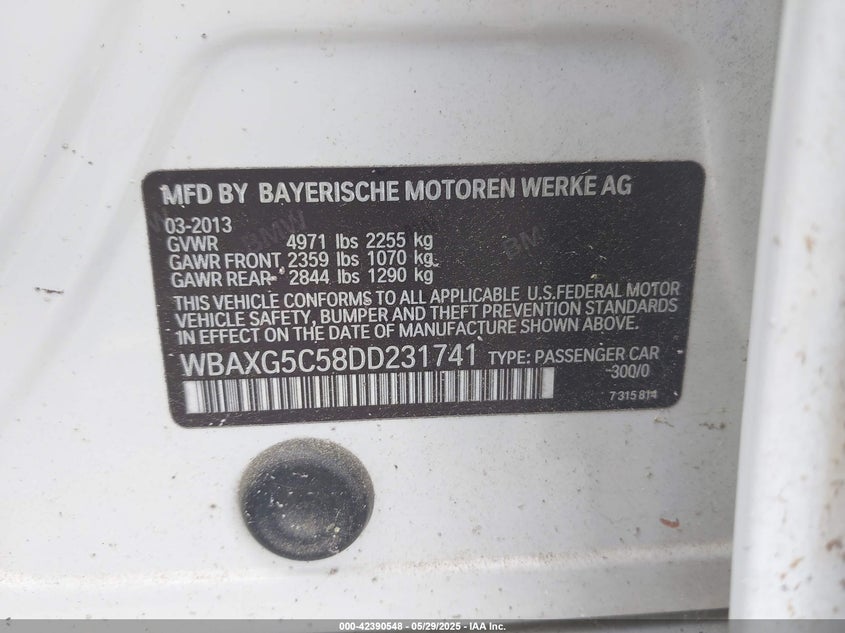 MFD BY BAYERISCHE MOTOREN WERKE AG
03-2013
GVWR 4971 lbs 2255 kg
GAWR FRONT 2359 lbs 1070 kg
GAWR REAR 2844 lbs 1290 kg
THIS VEHICLE CONFORMS TO ALL APPLICABLE U.S.FEDERAL MOTOR
VEHICLE SAFETY, BUMPER AND THEFT PREVENTION STANDARDS
IN EFFECT ON THE DATE OF MANUFACTURE SHOWN ABOVE.
WBAXG5C58DD231741 TYPE: PASSENGER CAR
300/0
7 315 814
000-42390548 - 05/29/2025 - IAA Inc.